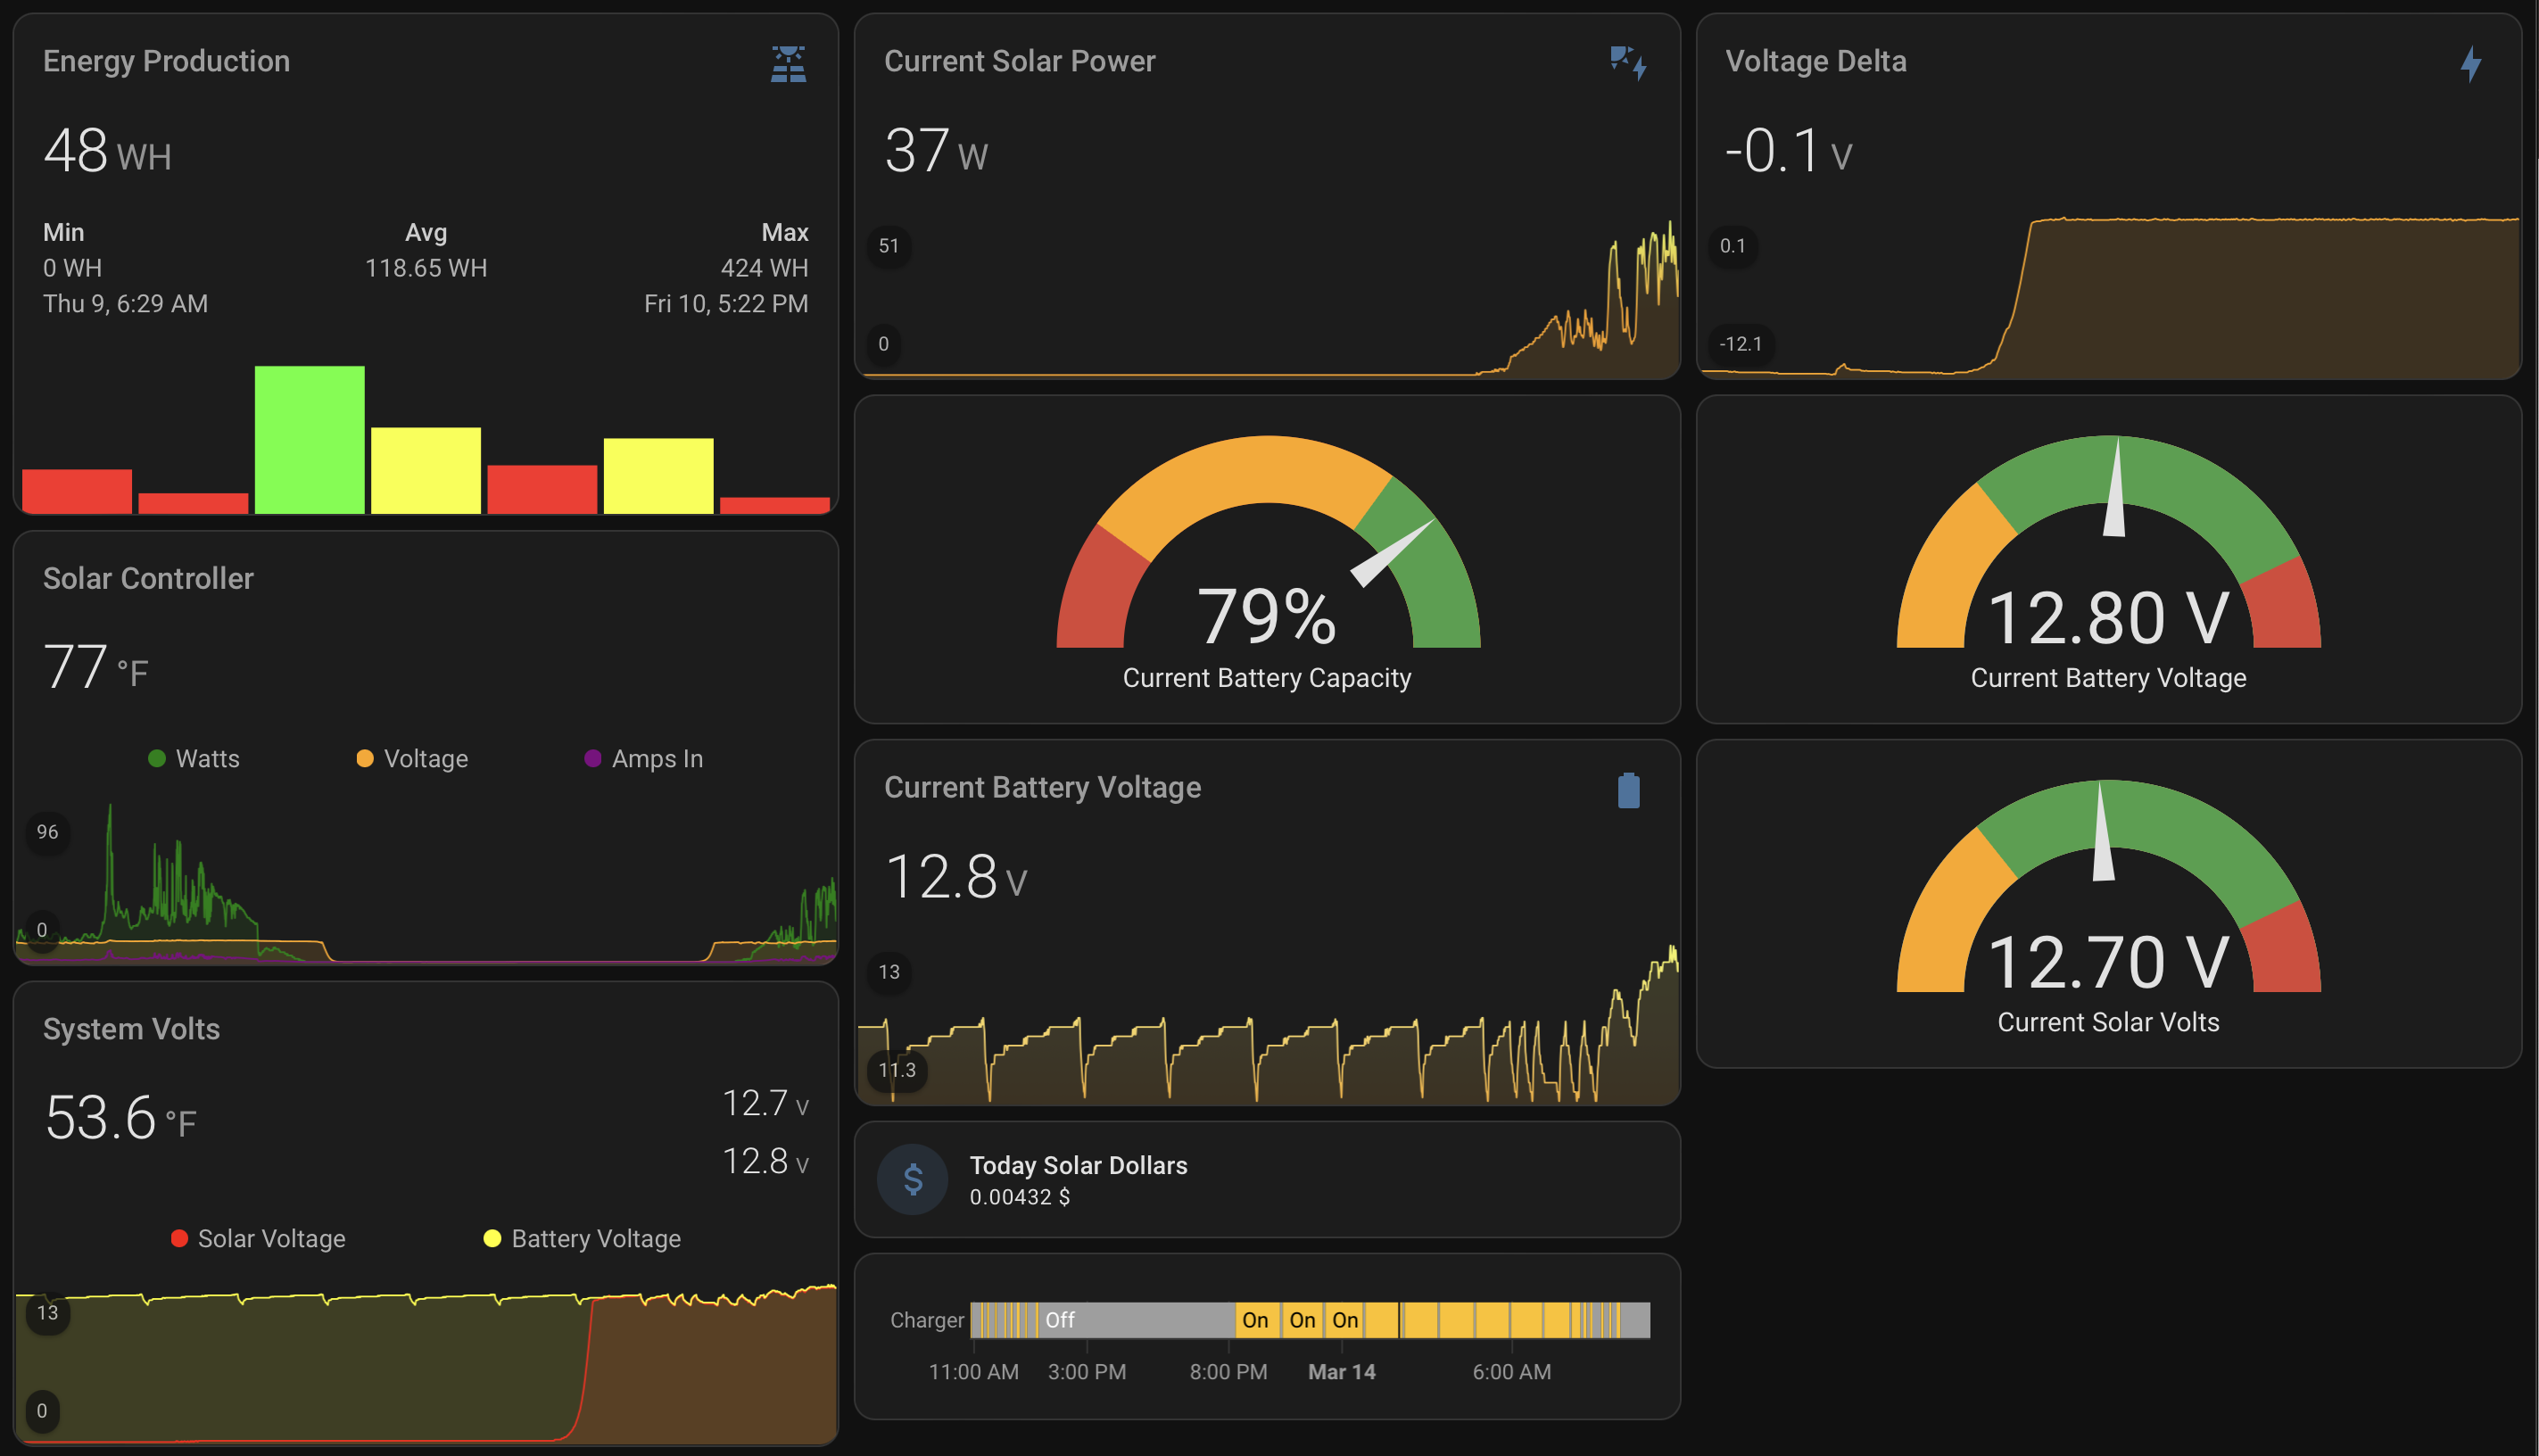 Energy Production
48 WH
Min Avg Max
0 WH 118.65 WH 424 WH
Thu 9, 6:29 AM Fri 10, 5:22 PM
Solar Controller
77 °F
Watts Voltage Amps In
96
0
System Volts
53.6 °F
12.7 V
12.8 V
Solar Voltage Battery Voltage
13
0
Current Solar Power
37 W
51
0
79%
Current Battery Capacity
Current Battery Voltage
12.8 V
13
11.3
Today Solar Dollars
0.00432 $
Charger Off On On On
11:00 AM 3:00 PM 8:00 PM Mar 14 6:00 AM
Voltage Delta
-0.1 V
0.1
-12.1
12.80 V
Current Battery Voltage
12.70 V
Current Solar Volts